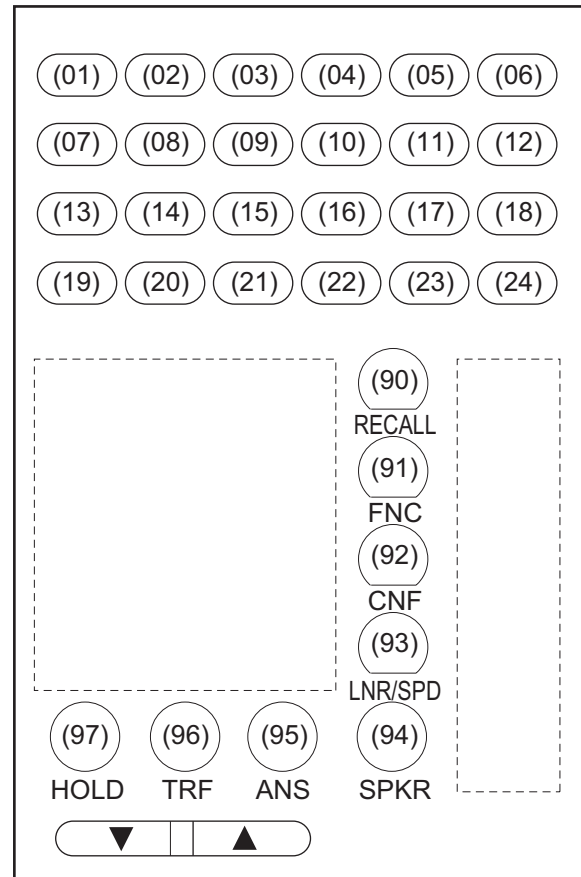 (01) (02) (03) (04) (05) (06)
(07) (08) (09) (10) (11) (12)
(13) (14) (15) (16) (17) (18)
(19) (20) (21) (22) (23) (24)
(90)
RECALL
(91)
FNC
(92)
CNF
(93)
LNR/SPD
(97) (96) (95) (94)
HOLD TRF ANS SPKR